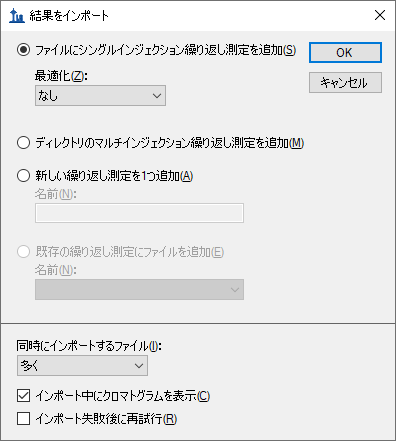 結果をインポート
ファイルにシングルインジェクション繰り返し測定を追加(S)
OK
最適化(Z):
キャンセル
なし
ディレクトリのマルチインジェクション繰り返し測定を追加(M)
新しい繰り返し測定を1つ追加(A)
名前(N):
既存の繰り返し測定にファイルを追加(E)
名前(N):
同時にインポートするファイル(I):
多く
インポート中にクロマトグラムを表示(C)
インポート失敗後に再試行(R)